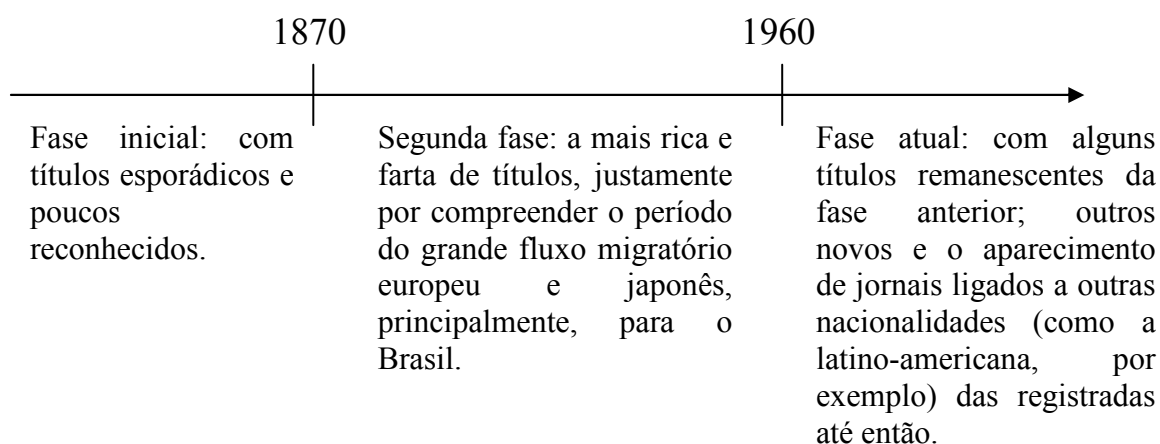 1870
1960
Fase inicial: com
títulos esporádicos e
poucos
reconhecidos.
Segunda fase: a mais rica e
farta de títulos, justamente
por compreender o período
do grande fluxo migratório
europeu e japonês,
principalmente, para o
Brasil.
Fase atual: com alguns
títulos remanescentes da
fase anterior; outros
novos e o aparecimento
de jornais ligados a outras
nacionalidades (como a
latino-americana, por
exemplo) das registradas
até então.